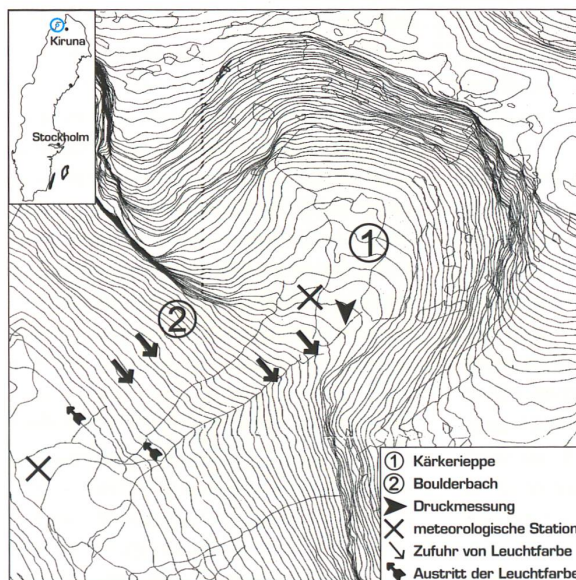 Kiruna
Stockholm
1
2
1 Kärkerieppe
2 Boulderbach
Druckmessung
meteorologische Station
Zufuhr von Leuchtfarbe
Austritt der Leuchtfarbe